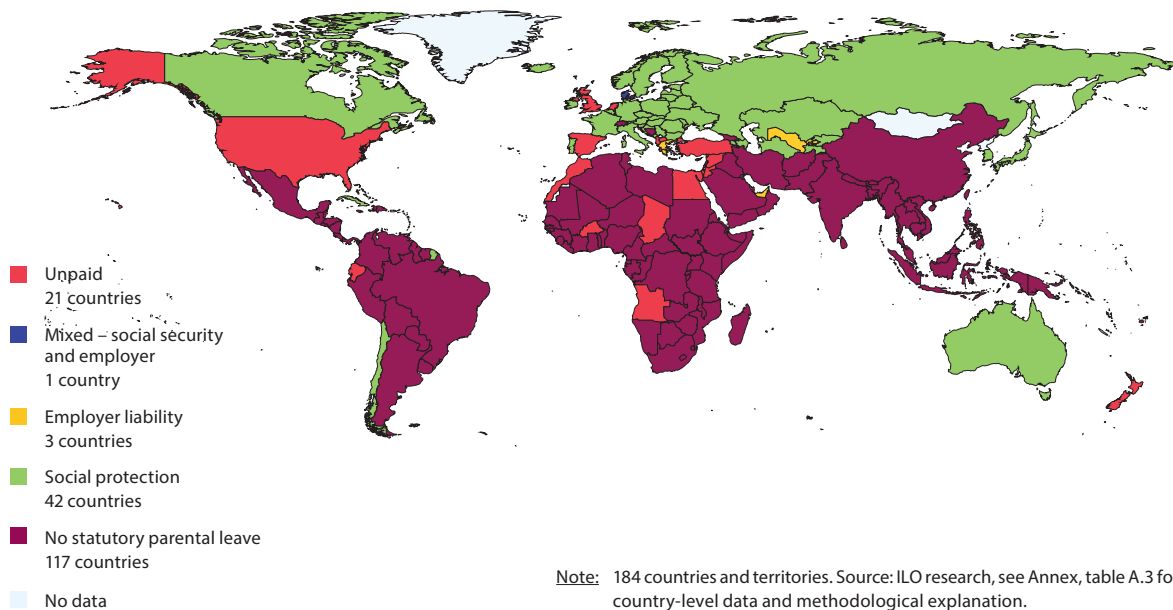 Unpaid
21 countries
Mixed – social security
and employer
1 country
Employer liability
3 countries
Social protection
42 countries
No statutory parental leave
117 countries
No data
Note: 184 countries and territories. Source: ILO research, see Annex, table A.3 fo
country-level data and methodological explanation.